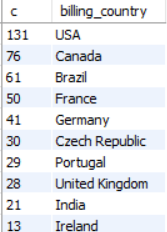 c billing_country
131 USA
76 Canada
61 Brazil
50 France
41 Germany
30 Czech Republic
29 Portugal
28 United Kingdom
21 India
13 Ireland